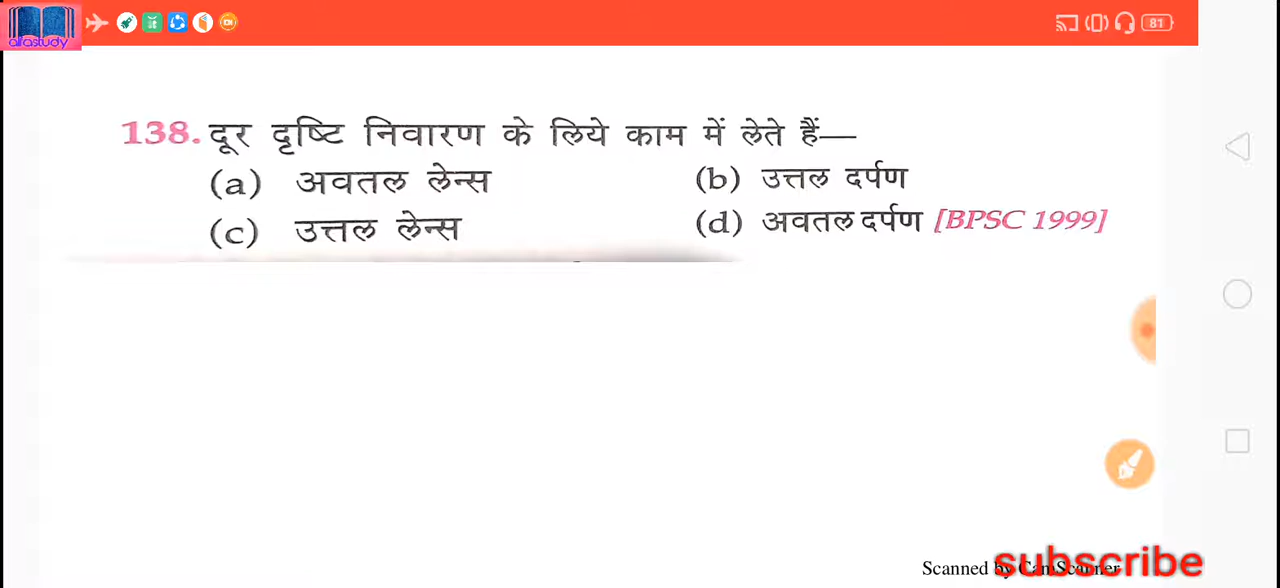 alfastudy
81
138. दूर दृष्टि निवारण के लिये काम में लेते हैं—
(a) अवतल लेन्स (b) उत्तल दर्पण
(c) उत्तल लेन्स (d) अवतल दर्पण [BPSC 1999]
Scanned by CamScanner
subscribe